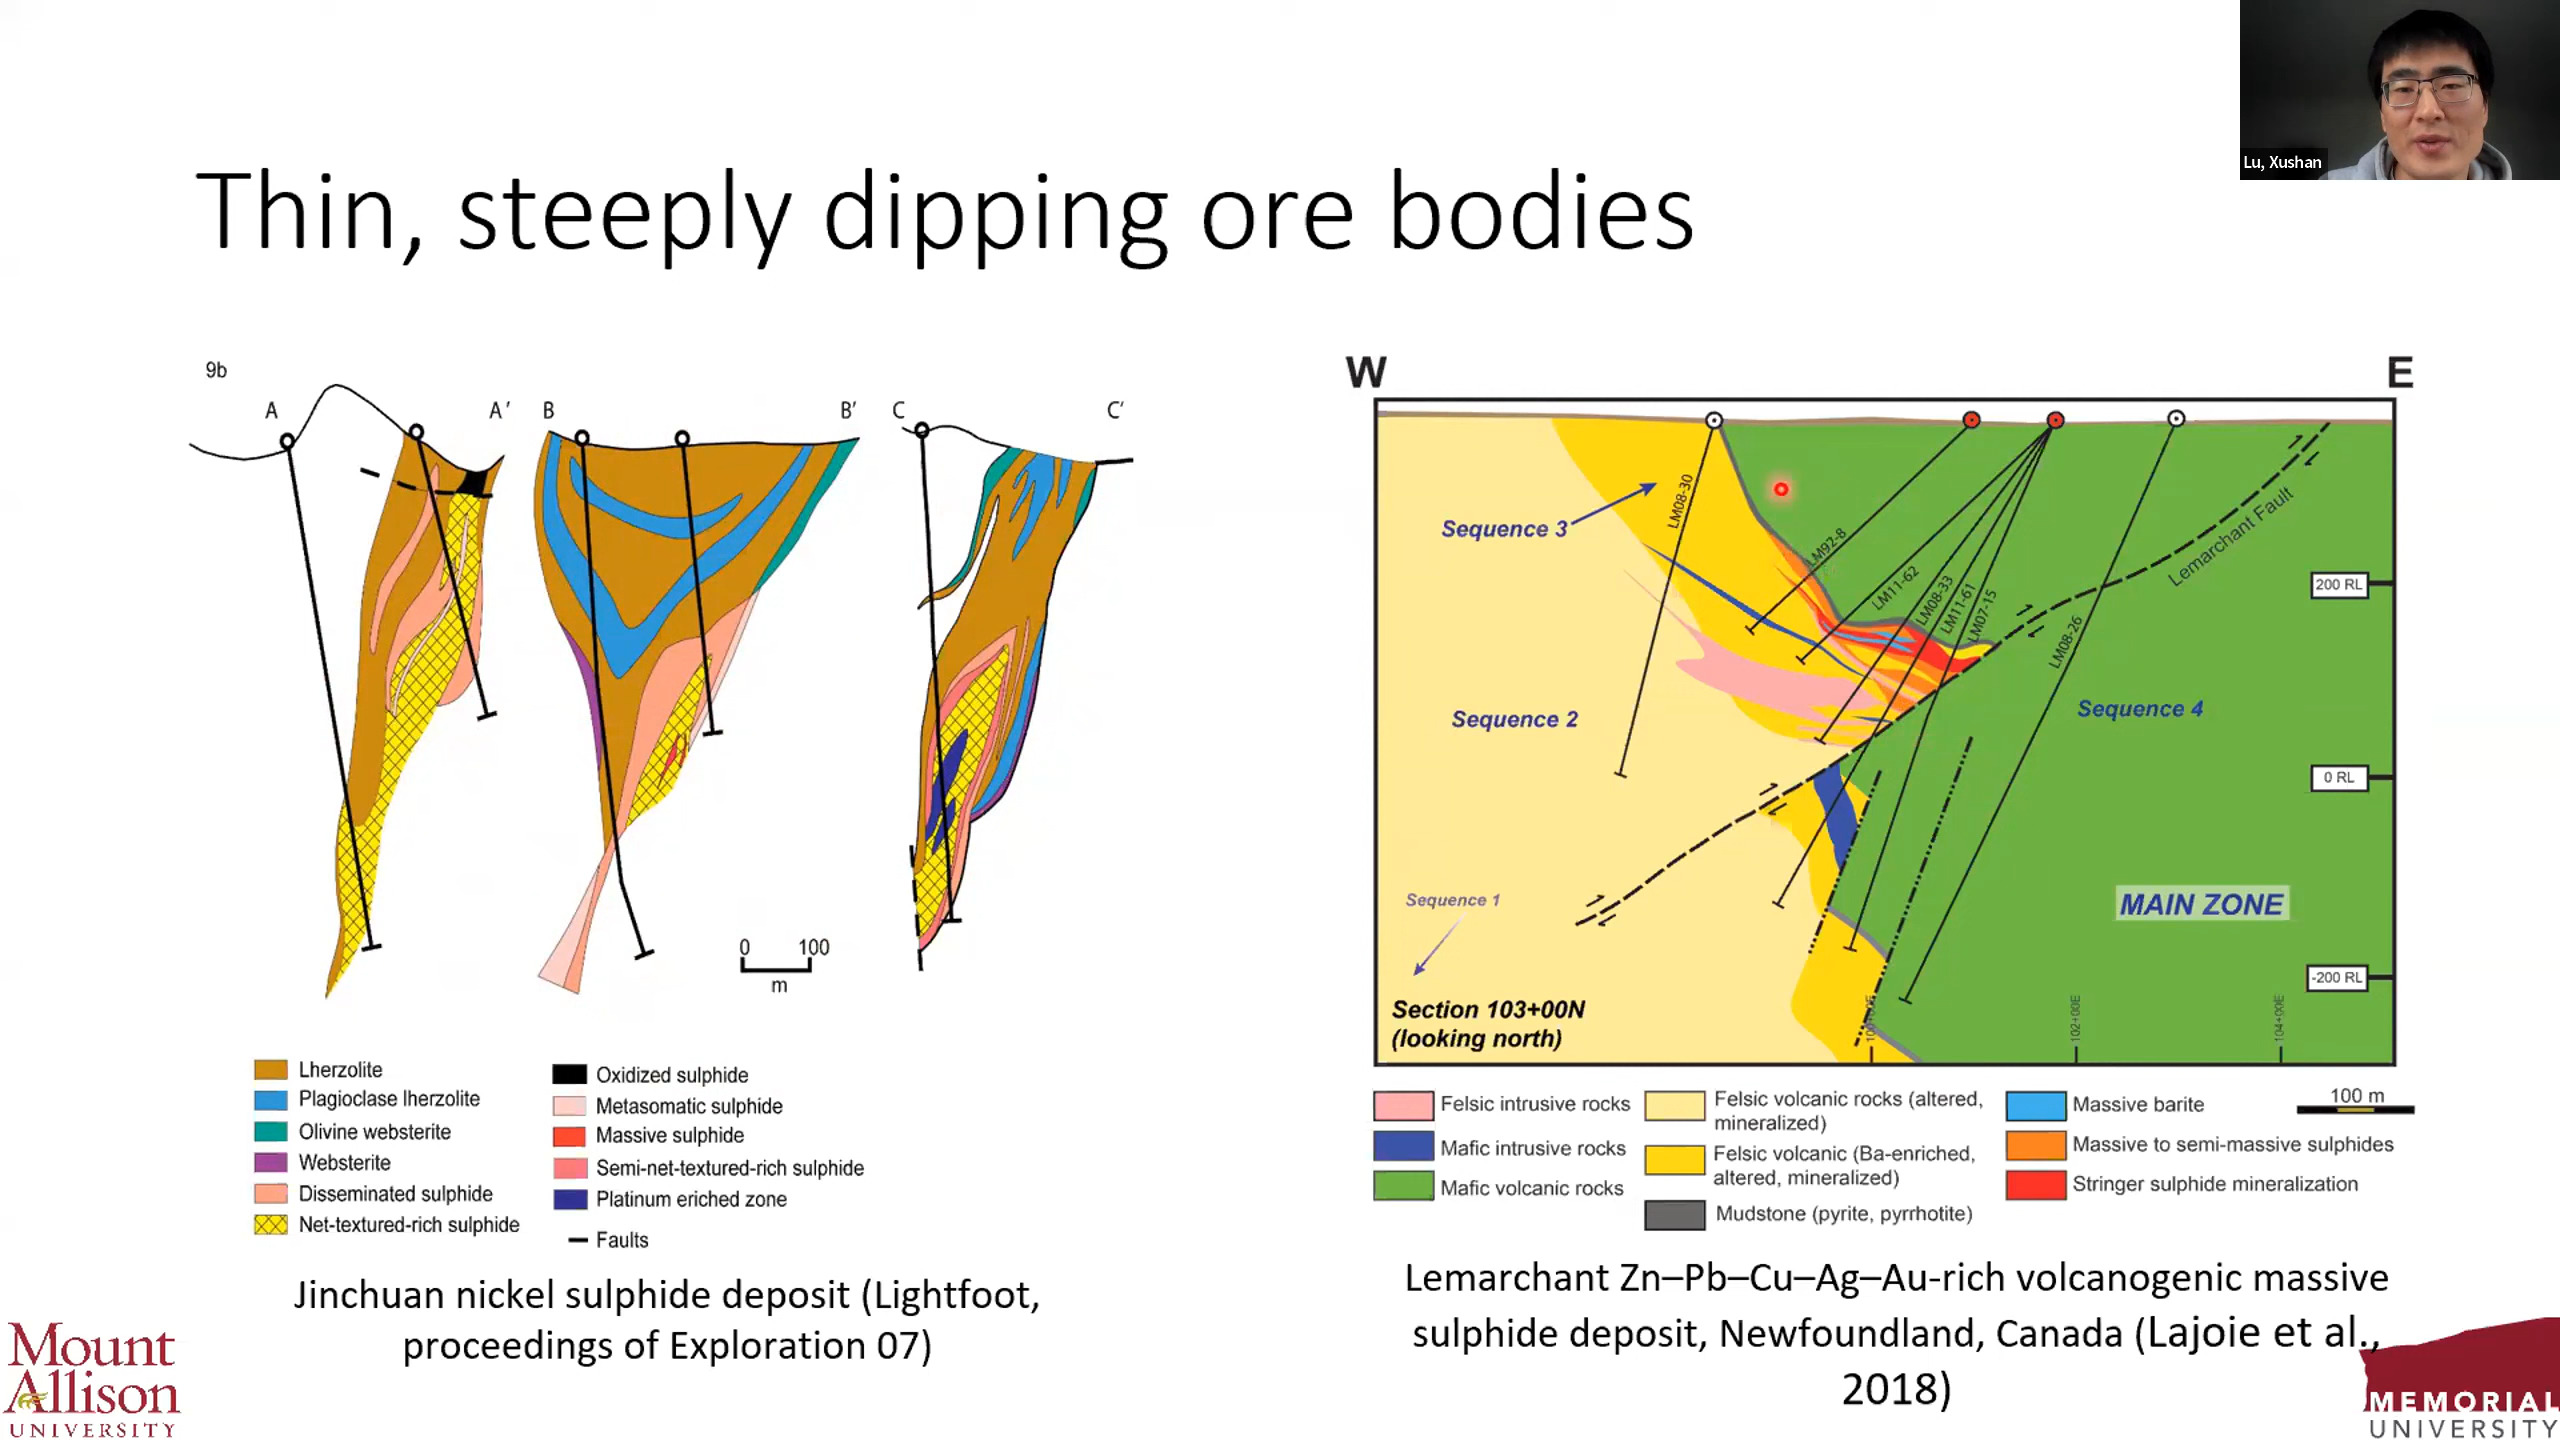 Lu, Xushan
Thin, steeply dipping ore bodies
9b
A
A'
B
B'
C
C'
0 100
m
Lherzolite
Plagioclase lherzolite
Olivine websterite
Websterite
Disseminated sulphide
Net-textured-rich sulphide
Oxidized sulphide
Metasomatic sulphide
Massive sulphide
Semi-net-textured-rich sulphide
Platinum eriched zone
Faults
Jinchuan nickel sulphide deposit (Lightfoot,
proceedings of Exploration 07)
W
E
Sequence 3
LM08-30
LM92-8
LM11-62
LM08-33
LM11-61
LM07-15
LM08-26
Lemarchant Fault
200 RL
Sequence 2
Sequence 4
0 RL
Sequence 1
MAIN ZONE
-200 RL
Section 103+00N
(looking north)
102+00E
104+00E
Felsic intrusive rocks
Mafic intrusive rocks
Mafic volcanic rocks
Felsic volcanic rocks (altered,
mineralized)
Felsic volcanic (Ba-enriched,
altered, mineralized)
Mudstone (pyrite, pyrrhotite)
Massive barite
Massive to semi-massive sulphides
Stringer sulphide mineralization
100 m
Lemarchant Zn–Pb–Cu–Ag–Au-rich volcanogenic massive
sulphide deposit, Newfoundland, Canada (Lajoie et al.,
2018)
Mount
Allison
UNIVERSITY
MEMORIAL
UNIVERSITY